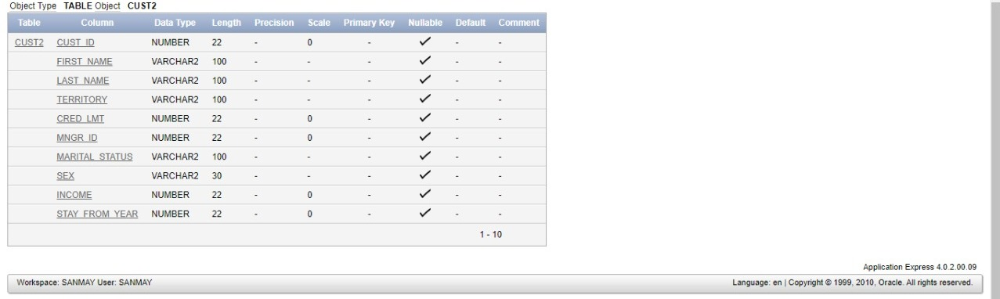 Object Type TABLE Object CUST2
Table Column Data Type Length Precision Scale Primary Key Nullable Default Comment
CUST2 CUST_ID NUMBER 22 - 0 - ✓ - -
FIRST_NAME VARCHAR2 100 - - - ✓ - -
LAST_NAME VARCHAR2 100 - - - ✓ - -
TERRITORY VARCHAR2 100 - - - ✓ - -
CRED_LMT NUMBER 22 - 0 - ✓ - -
MNGR_ID NUMBER 22 - 0 - ✓ - -
MARITAL_STATUS VARCHAR2 100 - - - ✓ - -
SEX VARCHAR2 30 - - - ✓ - -
INCOME NUMBER 22 - 0 - ✓ - -
STAY_FROM_YEAR NUMBER 22 - 0 - ✓ - -
1 - 10
Application Express 4.0.2.00.09
Workspace: SANMAY User: SANMAY Language: en | Copyright © 1999, 2010, Oracle. All rights reserved.